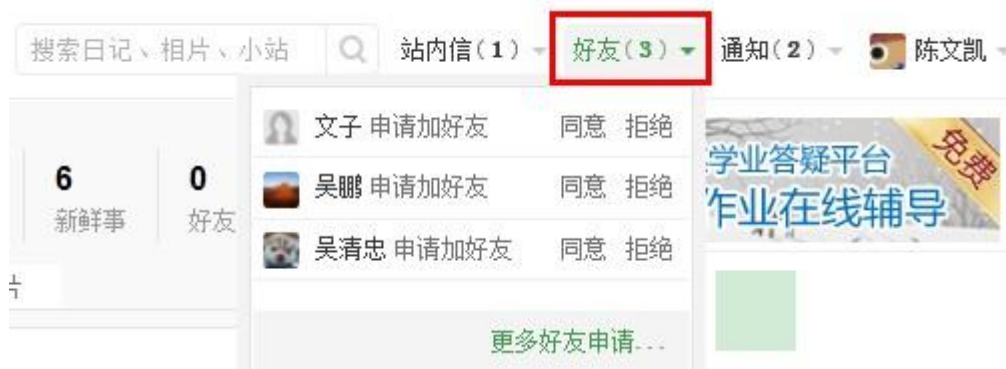 搜索日记、相片、小站 站内信(1) 好友(3) 通知(2) 陈文凯
文子 申请加好友 同意 拒绝
吴鹏 申请加好友 同意 拒绝
吴清忠 申请加好友 同意 拒绝
更多好友申请...
6 0
新鲜事 好友
片
学业答疑平台
作业在线辅导
免费